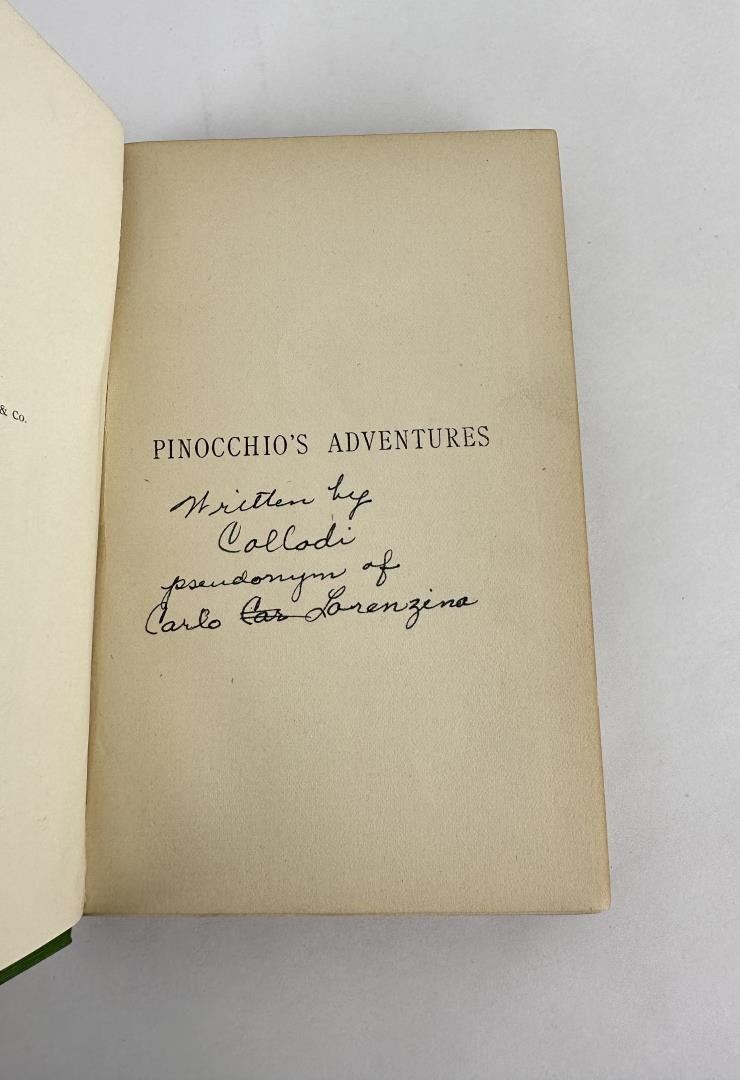 & Co.
PINOCCHIO'S ADVENTURES
Written by
Collodi
pseudonym of
Carlo Car Lorenzina